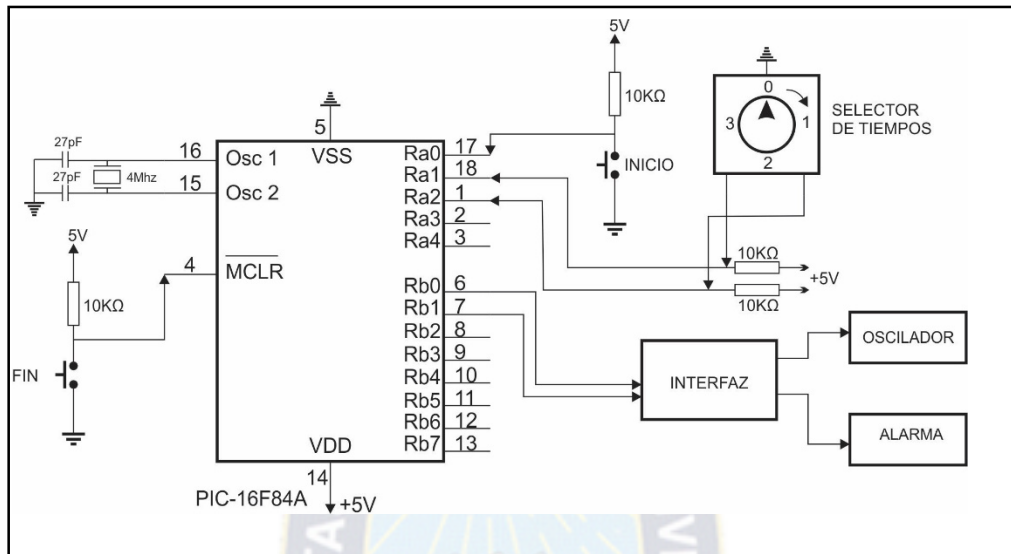 5V
10KΩ
INICIO
0
1
2
3
SELECTOR
DE TIEMPOS
27pF
27pF
4Mhz
16
15
Osc 1
Osc 2
5
VSS
Ra0 17
Ra1 18
Ra2 1
Ra3 2
Ra4 3
5V
10KΩ
FIN
4
MCLR
10KΩ
+5V
10KΩ
Rb0 6
Rb1 7
Rb2 8
Rb3 9
Rb4 10
Rb5 11
Rb6 12
Rb7 13
INTERFAZ
OSCILADOR
ALARMA
VDD
14
PIC-16F84A
+5V